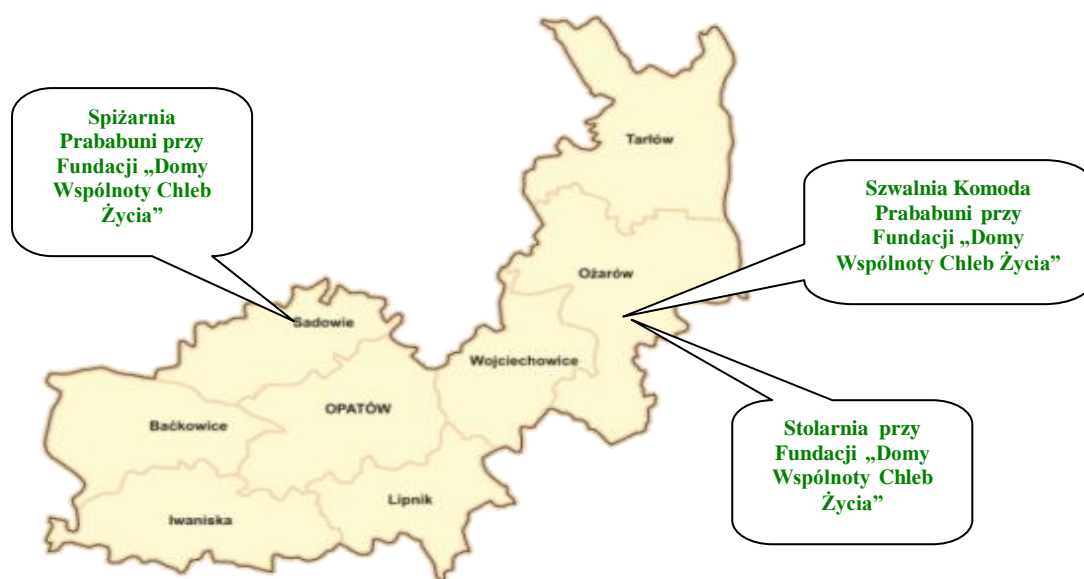 Spiżarnia
Prababuni przy
Fundacji „Domy
Wspólnoty Chleb
Życia”
Tarłów
Szwalnia Komoda
Prababuni przy
Fundacji „Domy
Wspólnoty Chleb Życia”
Ożarów
Sadowie
Wojciechowice
OPATÓW
Baćkowice
Stolarnia przy
Fundacji „Domy
Wspólnoty Chleb
Życia”
Lipnik
Iwaniska